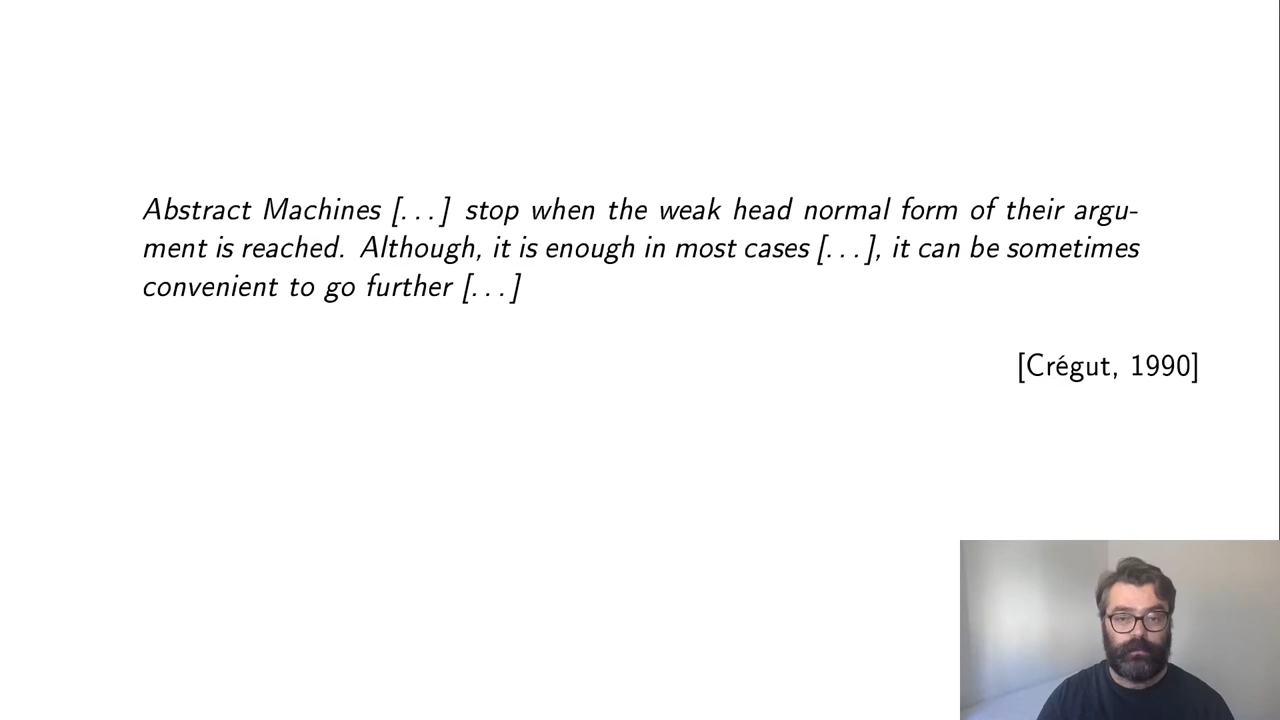 Abstract Machines [...] stop when the weak head normal form of their argu-
ment is reached. Although, it is enough in most cases [...], it can be sometimes
convenient to go further [...]
[Crégut, 1990]